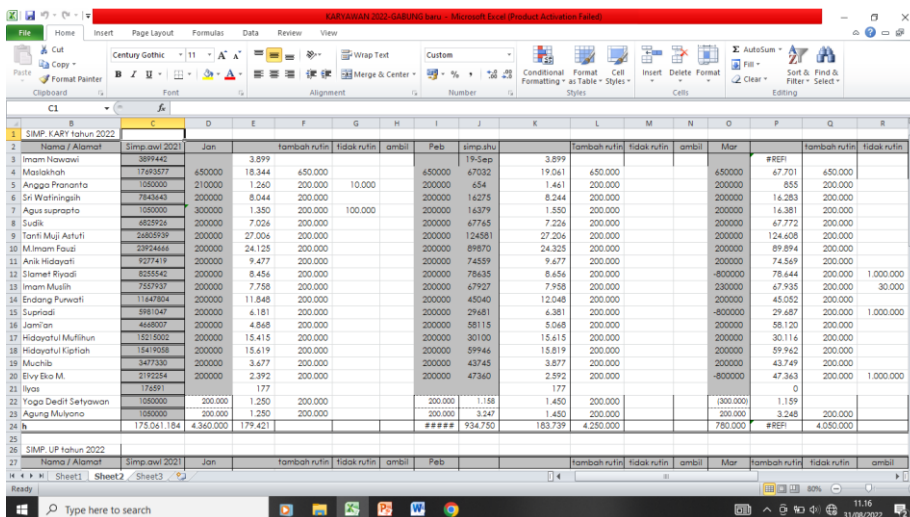 KARYAWAN 2022-GABUNG baru - Microsoft Excel (Product Activation Failed)
File Home Insert Page Layout Formulas Data Review View
Cut Century Gothic 11 Wrap Text Custom Σ AutoSum
Copy Fill
Paste Format Painter B I U Merge & Center % Conditional Formatting Format as Table Cell Styles Insert Delete Format Clear Sort & Filter Find & Select
Clipboard Font Alignment Number Styles Cells Editing
C1 fx
B C D E F G H I J K L M N O P Q R
1 SIMP. KARY tahun 2022
2 Nama / Alamat Simp.awl 2021 Jan tambah rutin tidak rutin ambil Peb simp.shu Tambah rutin tidak rutin ambil Mar tambah rutin tidak rutin
3 Imam Nawawi 3899442 3.899 19-Sep 3.899 #REF!
4 Maslakhah 17693577 650000 18.344 650.000 650000 67032 19.061 650.000 650000 67.701 650.000
5 Angga Prananta 1050000 210000 1.260 200.000 10.000 200000 654 1.461 200.000 200000 855 200.000
6 Sri Watiningsih 7843643 200000 8.044 200.000 200000 16275 8.244 200.000 200000 16.283 200.000
7 Agus suprapto 1050000 300000 1.350 200.000 100.000 200000 16379 1.550 200.000 200000 16.381 200.000
8 Sudik 6825926 200000 7.026 200.000 200000 67765 7.226 200.000 200000 67.772 200.000
9 Tanti Muji Astuti 26805939 200000 27.006 200.000 200000 124581 27.206 200.000 200000 124.608 200.000
10 M.Imam Fauzi 23924666 200000 24.125 200.000 200000 89870 24.325 200.000 200000 89.894 200.000
11 Anik Hidayati 9277419 200000 9.477 200.000 200000 74559 9.677 200.000 200000 74.569 200.000
12 Slamet Riyadi 8255542 200000 8.456 200.000 200000 78635 8.656 200.000 -800000 78.644 200.000 1.000.000
13 Imam Muslih 7557937 200000 7.758 200.000 200000 67927 7.958 200.000 230000 67.935 200.000 30.000
14 Endang Purwati 11647804 200000 11.848 200.000 200000 45040 12.048 200.000 200000 45.052 200.000
15 Supriadi 5981047 200000 6.181 200.000 200000 29681 6.381 200.000 -800000 29.687 200.000 1.000.000
16 Jami'an 4668007 200000 4.868 200.000 200000 58115 5.068 200.000 200000 58.120 200.000
17 Hidayatul Muflihun 15215002 200000 15.415 200.000 200000 30100 15.615 200.000 200000 30.116 200.000
18 Hidayatul Kiptiah 15419058 200000 15.619 200.000 200000 59946 15.819 200.000 200000 59.962 200.000
19 Muchib 3477330 200000 3.677 200.000 200000 43745 3.877 200.000 200000 43.749 200.000
20 Elvy Eko M. 2192254 200000 2.392 200.000 200000 47360 2.592 200.000 -800000 47.363 200.000 1.000.000
21 Ilyas 176591 177 177 0
22 Yoga Dedit Setyawan 1050000 200.000 1.250 200.000 200.000 1.158 1.450 200.000 (300.000) 1.159
23 Agung Mulyono 1050000 200.000 1.250 200.000 200.000 3.247 1.450 200.000 200.000 3.248 200.000
24 h 175.061.184 4.360.000 179.421 ##### 934.750 183.739 4.250.000 780.000 #REF! 4.050.000
25
26 SIMP. UP tahun 2022
27 Nama / Alamat Simp.awl 2021 Jan tambah rutin tidak rutin ambil Peb tambah rutin tidak rutin ambil Mar tambah rutin tidak rutin ambil
Sheet1 Sheet2 Sheet3
Ready 80%
Type here to search 11.16
31/08/2022